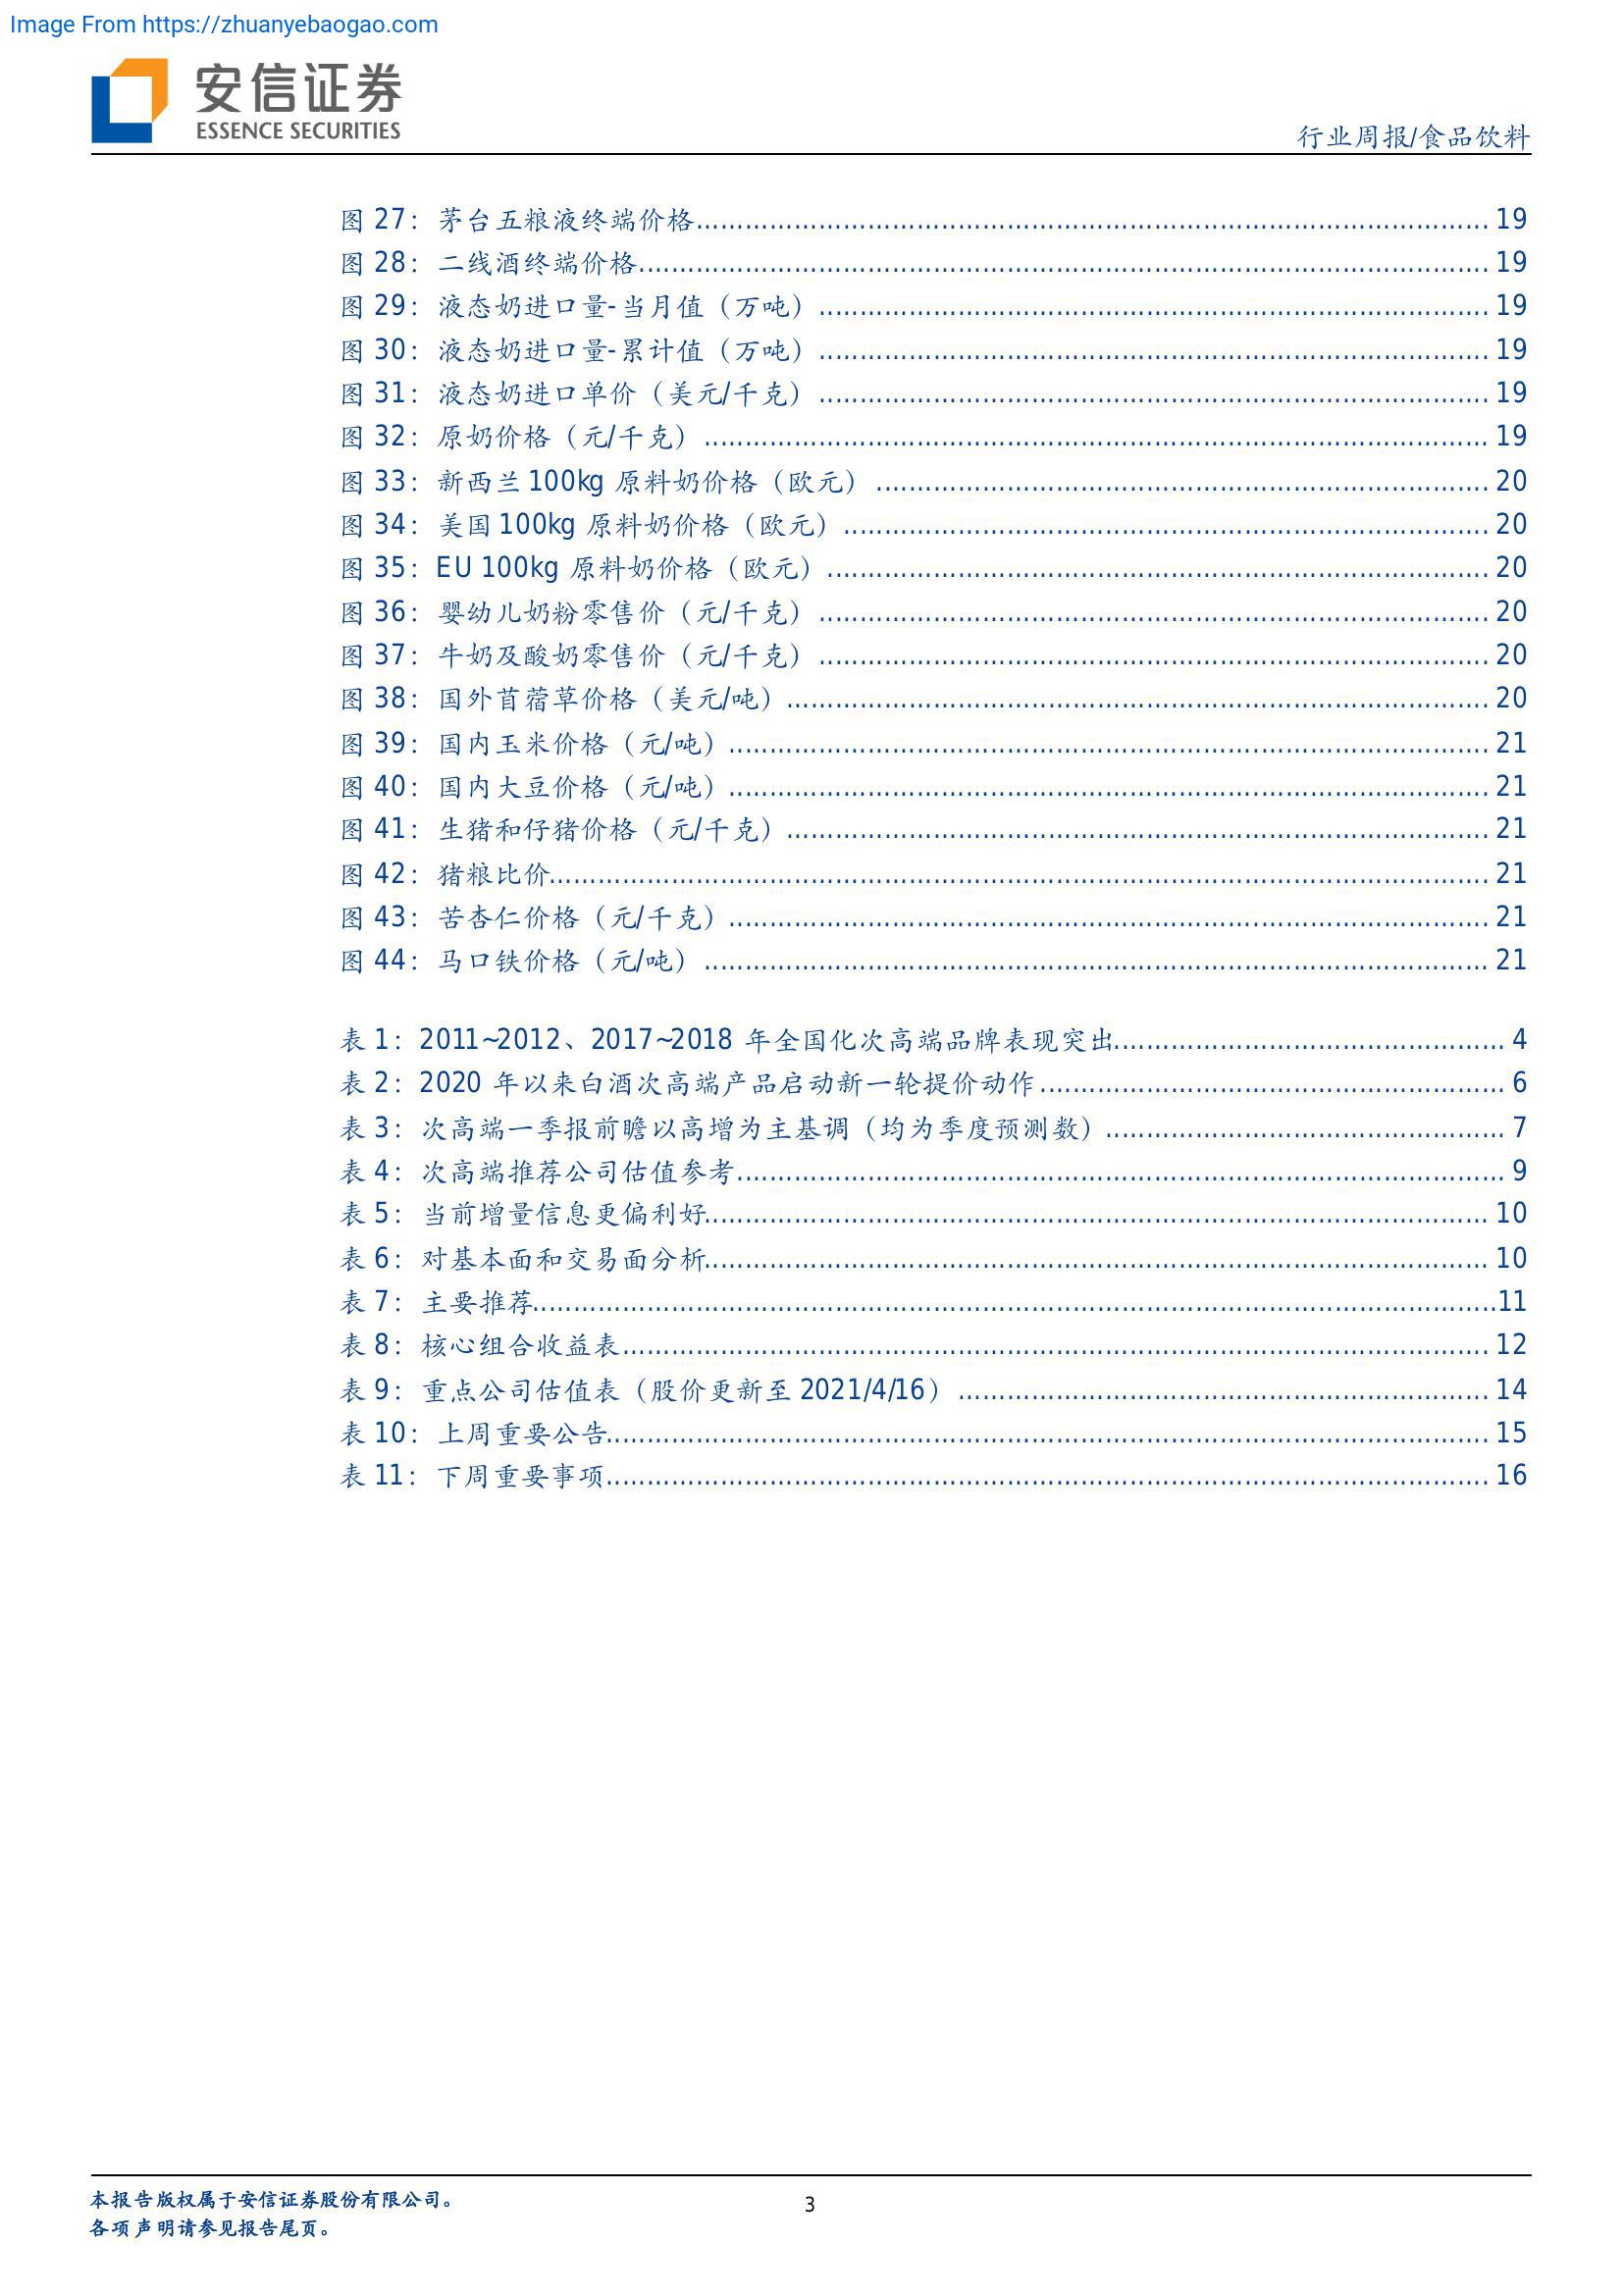 Image From https://zhuanyebaogao.com
安信证券
ESSENCE SECURITIES
行业周报/食品饮料
图 27：茅台五粮液终端价格 19
图 28：二线酒终端价格 19
图 29：液态奶进口量-当月值（万吨） 19
图 30：液态奶进口量-累计值（万吨） 19
图 31：液态奶进口单价（美元/千克） 19
图 32：原奶价格（元/千克） 19
图 33：新西兰 100kg 原料奶价格（欧元） 20
图 34：美国 100kg 原料奶价格（欧元） 20
图 35：EU 100kg 原料奶价格（欧元） 20
图 36：婴幼儿奶粉零售价（元/千克） 20
图 37：牛奶及酸奶零售价（元/千克） 20
图 38：国外苜蓿草价格（美元/吨） 20
图 39：国内玉米价格（元/吨） 21
图 40：国内大豆价格（元/吨） 21
图 41：生猪和仔猪价格（元/千克） 21
图 42：猪粮比价 21
图 43：苦杏仁价格（元/千克） 21
图 44：马口铁价格（元/吨） 21
表 1：2011~2012、2017~2018 年全国化次高端品牌表现突出 4
表 2：2020 年以来白酒次高端产品启动新一轮提价动作 6
表 3：次高端一季报前瞻以高增为主基调（均为季度预测数） 7
表 4：次高端推荐公司估值参考 9
表 5：当前增量信息更偏利好 10
表 6：对基本面和交易面分析 10
表 7：主要推荐 11
表 8：核心组合收益表 12
表 9：重点公司估值表（股价更新至 2021/4/16） 14
表 10：上周重要公告 15
表 11：下周重要事项 16
本报告版权属于安信证券股份有限公司。
3
各项声明请参见报告尾页。